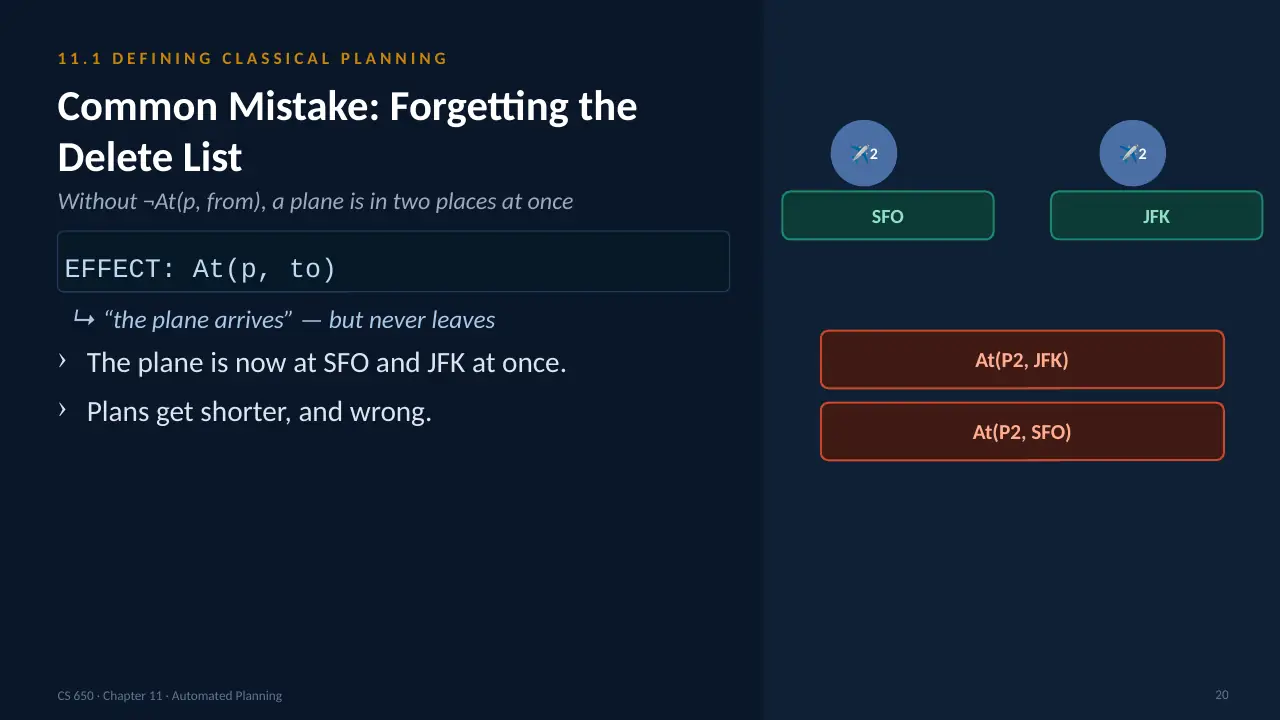 11.1 DEFINING CLASSICAL PLANNING
Common Mistake: Forgetting the
Delete List
Without ¬At(p, from), a plane is in two places at once
EFFECT: At(p, to)
↳ “the plane arrives” — but never leaves
› The plane is now at SFO and JFK at once.
› Plans get shorter, and wrong.
✈️2
✈️2
SFO
JFK
At(P2, JFK)
At(P2, SFO)
CS 650 · Chapter 11 · Automated Planning
20